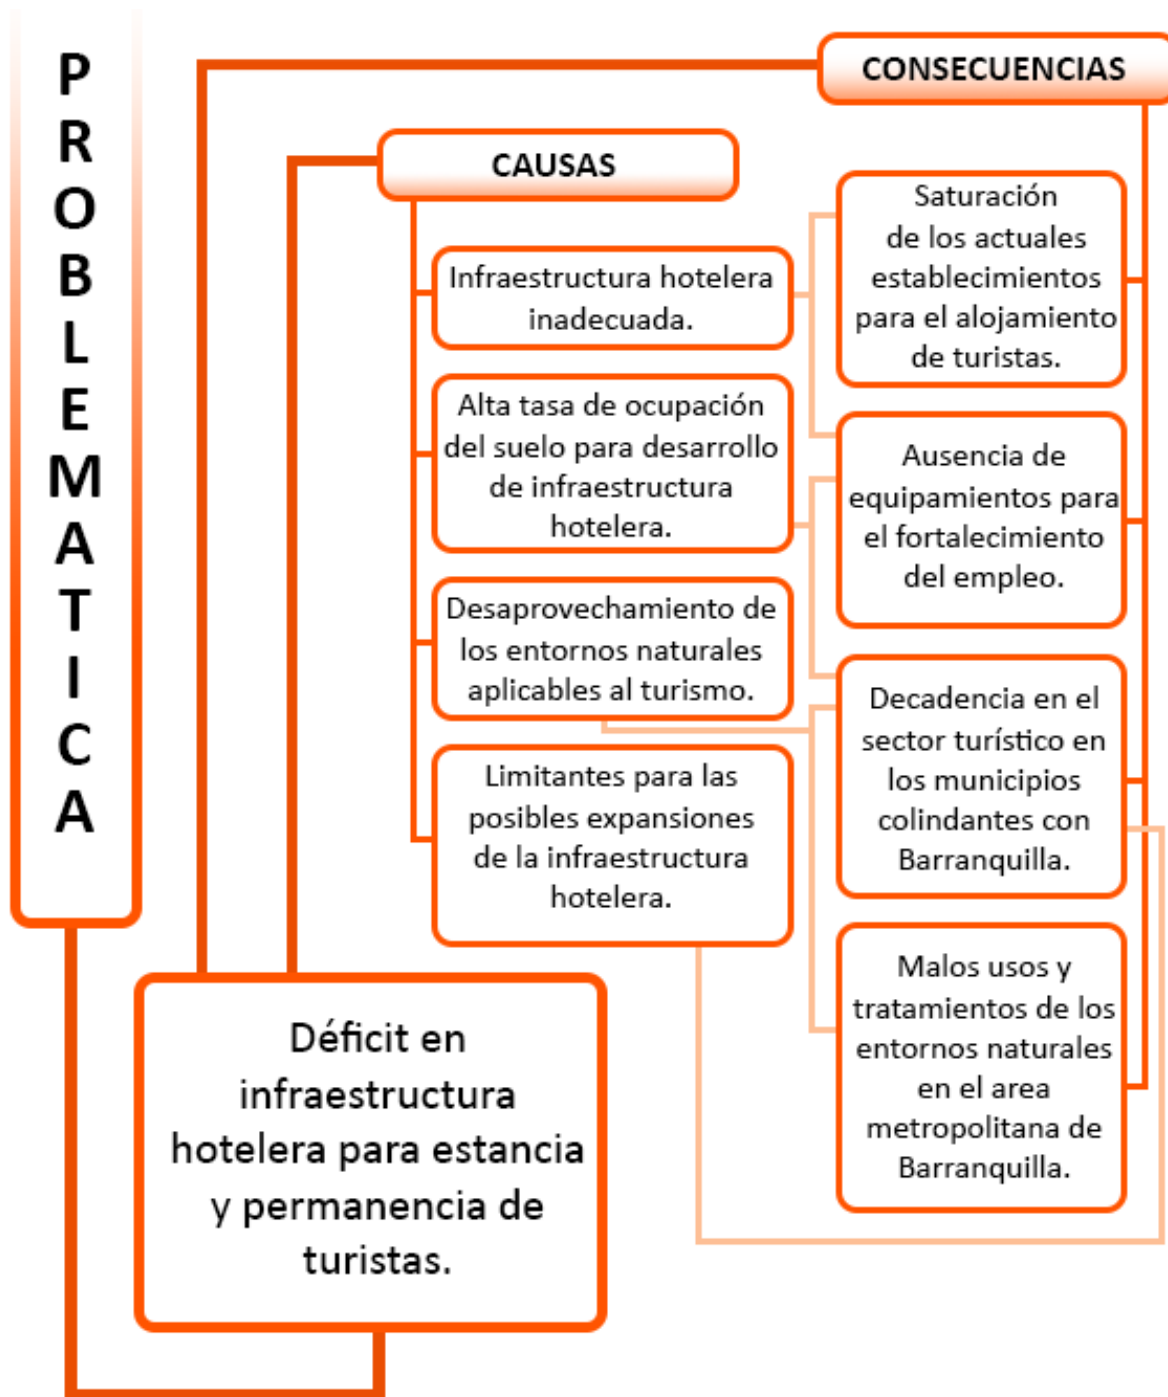 PROBLEMATICA
CONSECUENCIAS
CAUSAS
Infraestructura hotelera
inadecuada.
Alta tasa de ocupación
del suelo para desarrollo
de infraestructura
hotelera.
Desaprovechamiento de
los entornos naturales
aplicables al turismo.
Limitantes para las
posibles expansiones
de la infraestructura
hotelera.
Saturación
de los actuales
establecimientos
para el alojamiento
de turistas.
Ausencia de
equipamientos para
el fortalecimiento
del empleo.
Decadencia en el
sector turístico en
los municipios
colindantes con
Barranquilla.
Malos usos y
tratamientos de los
entornos naturales
en el area
metropolitana de
Barranquilla.
Déficit en
infraestructura
hotelera para estancia
y permanencia de
turistas.